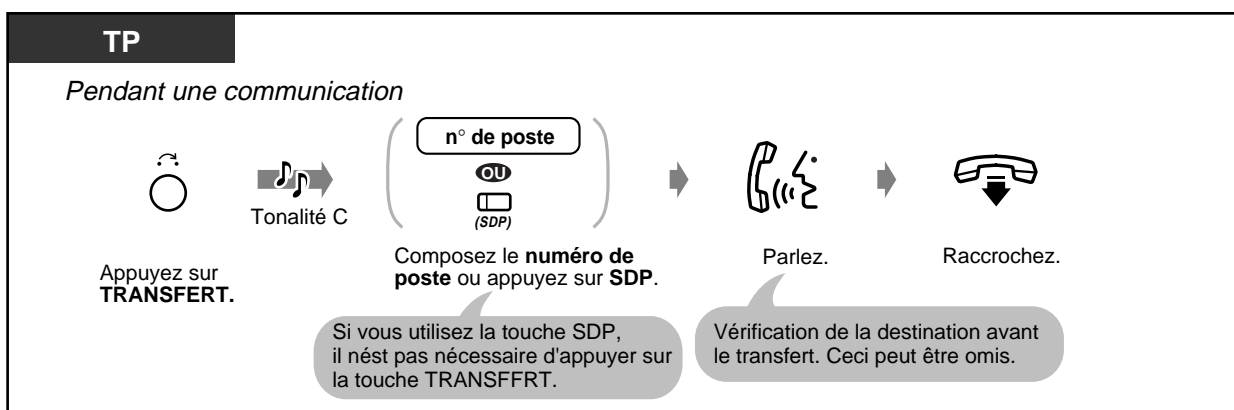 TP
Pendant une communication
n° de poste
OU
(SDP)
Tonalité C
Appuyez sur
TRANSFERT.
Composez le numéro de
poste ou appuyez sur SDP.
Parlez.
Raccrochez.
Si vous utilisez la touche SDP,
il nést pas nécessaire d'appuyer sur
la touche TRANSFFRT.
Vérification de la destination avant
le transfert. Ceci peut être omis.